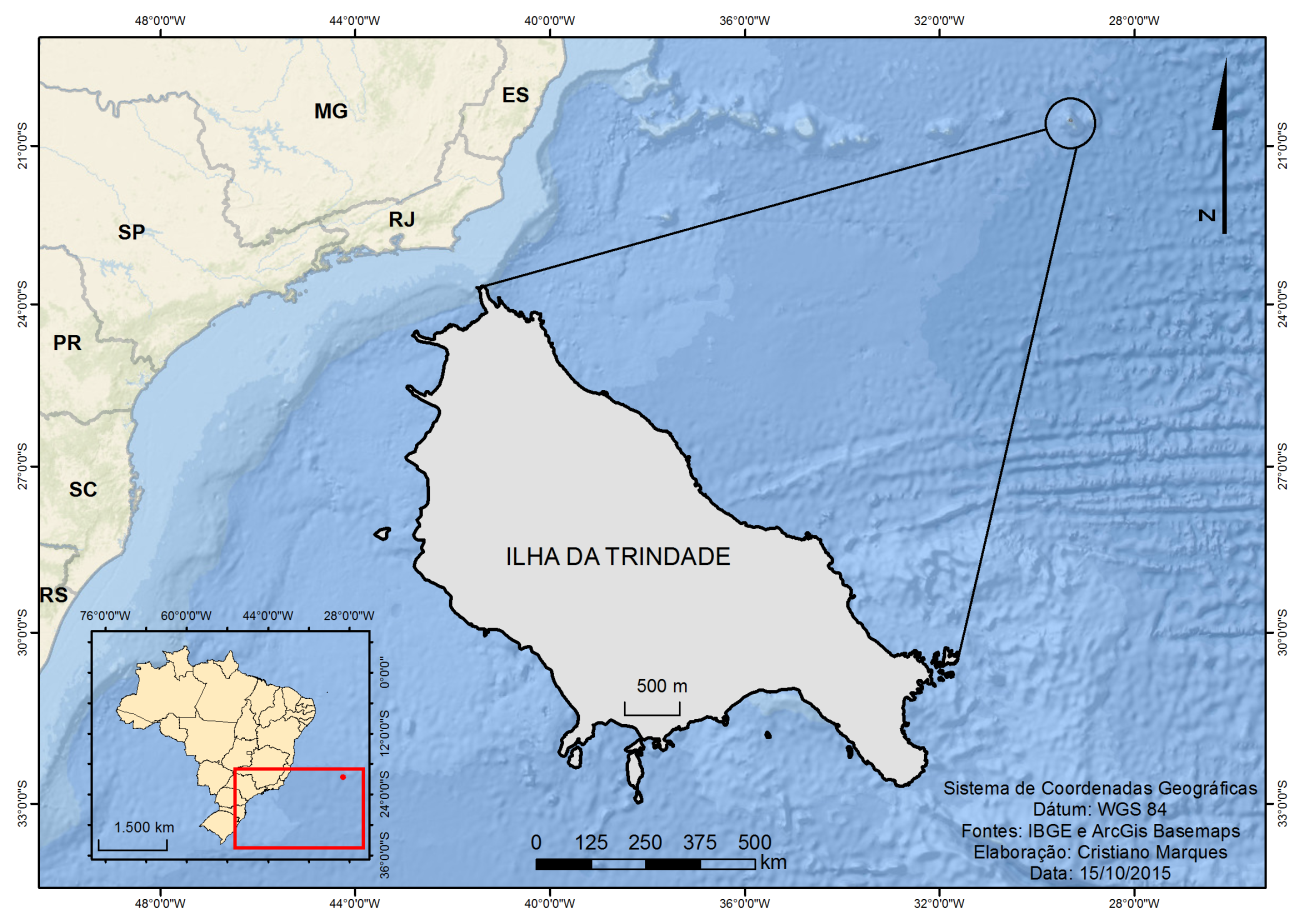 48°0'0"W 44°0'0"W 40°0'0"W 36°0'0"W 32°0'0"W 28°0'0"W
ES
MG
21°0'0"S 21°0'0"S
RJ
N
SP
24°0'0"S 24°0'0"S
PR
27°0'0"S 27°0'0"S
SC
ILHA DA TRINDADE
RS
76°0'0"W 60°0'0"W 44°0'0"W 28°0'0"W
30°0'0"S 30°0'0"S
0°0'0"
500 m
12°0'0"S
24°0'0"S
33°0'0"S 33°0'0"S
1.500 km
36°0'0"S
0 125 250 375 500
km
Sistema de Coordenadas Geográficas
Dátum: WGS 84
Fontes: IBGE e ArcGis Basemaps
Elaboração: Cristiano Marques
Data: 15/10/2015
48°0'0"W 44°0'0"W 40°0'0"W 36°0'0"W 32°0'0"W 28°0'0"W